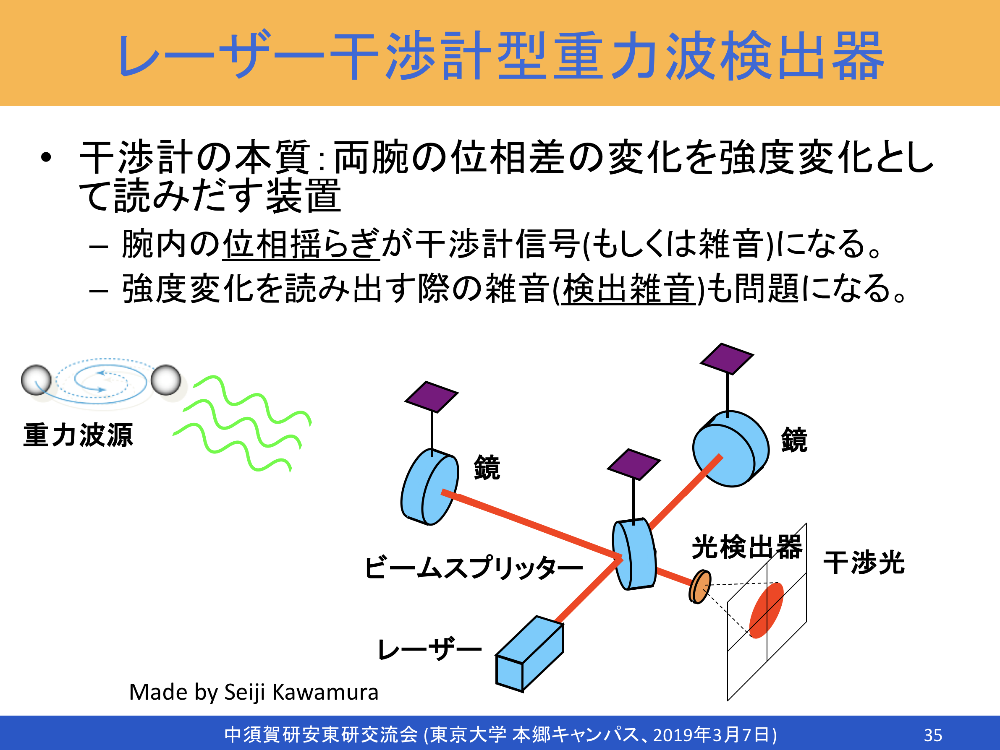 レーザー干渉計型重力波検出器
• 干渉計の本質：両腕の位相差の変化を強度変化とし
て読みだす装置
– 腕内の位相揺らぎが干渉計信号(もしくは雑音)になる。
– 強度変化を読み出す際の雑音(検出雑音)も問題になる。
重力波源
鏡
鏡
ビームスプリッター
光検出器
干渉光
レーザー
Made by Seiji Kawamura
中須賀研安東研交流会 (東京大学 本郷キャンパス、2019年3月7日)
35